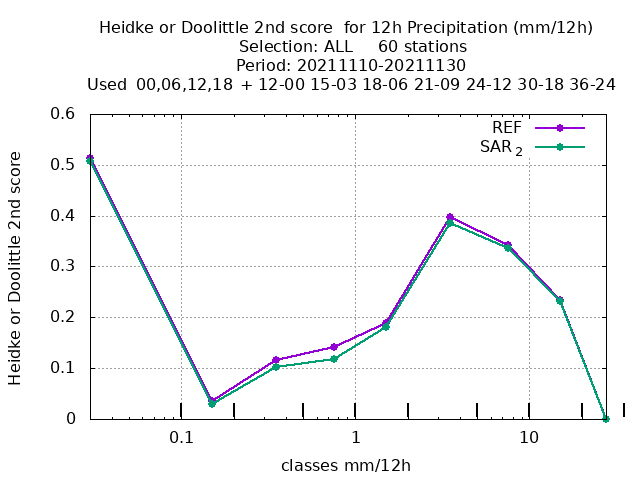 Heidke or Doolittle 2nd score  for 12h Precipitation (mm/12h)
Selection: ALL     60 stations
Period: 20211110-20211130
Used  00,06,12,18  + 12-00 15-03 18-06 21-09 24-12 30-18 36-24
REF
SAR 2
0.6
0.5
0.4
0.3
0.2
0.1
0
Heidke or Doolittle 2nd score
0.1 1 10
classes mm/12h